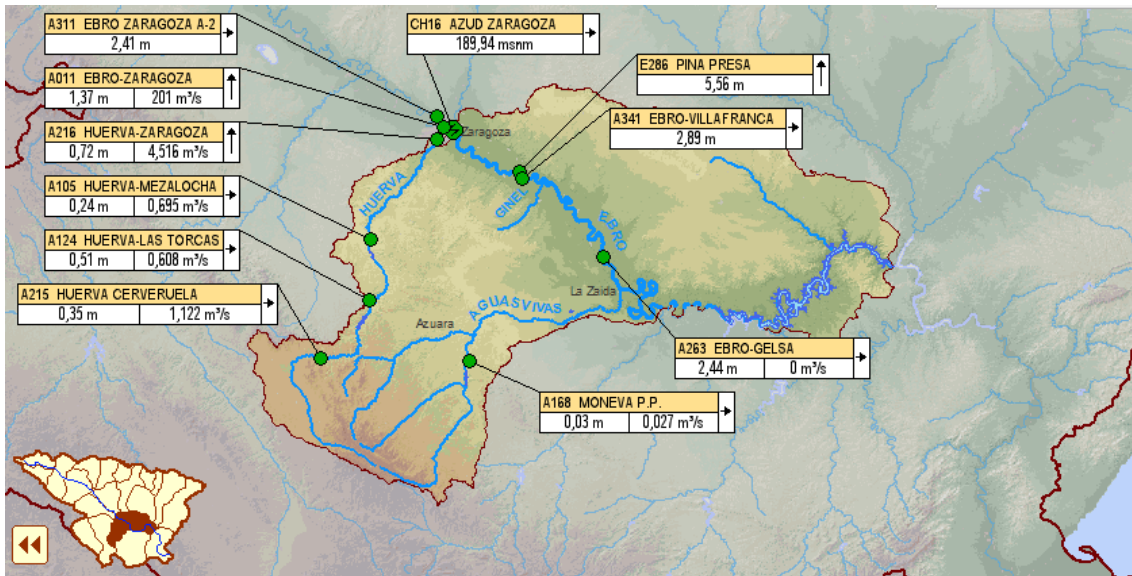 A311 EBRO ZARAGOZA A-2
2,41 m
CH16 AZUD ZARAGOZA
189,94 msnm
E286 PINA PRESA
5,56 m
A011 EBRO-ZARAGOZA
1,37 m 201 m³/s
A341 EBRO-VILLAFRANCA
2,89 m
A216 HUERVA-ZARAGOZA
0,72 m 4,516 m³/s
Zaragoza
A105 HUERVA-MEZALOCHA
0,24 m 0,695 m³/s
HUERVA
GINEL
EBRO
A124 HUERVA-LAS TORCAS
0,51 m 0,608 m³/s
A215 HUERVA CERVERUELA
0,35 m 1,122 m³/s
La Zaida
AGUASVIVAS
Azuara
A263 EBRO-GELSA
2,44 m 0 m³/s
A168 MONEVA P.P.
0,03 m 0,027 m³/s